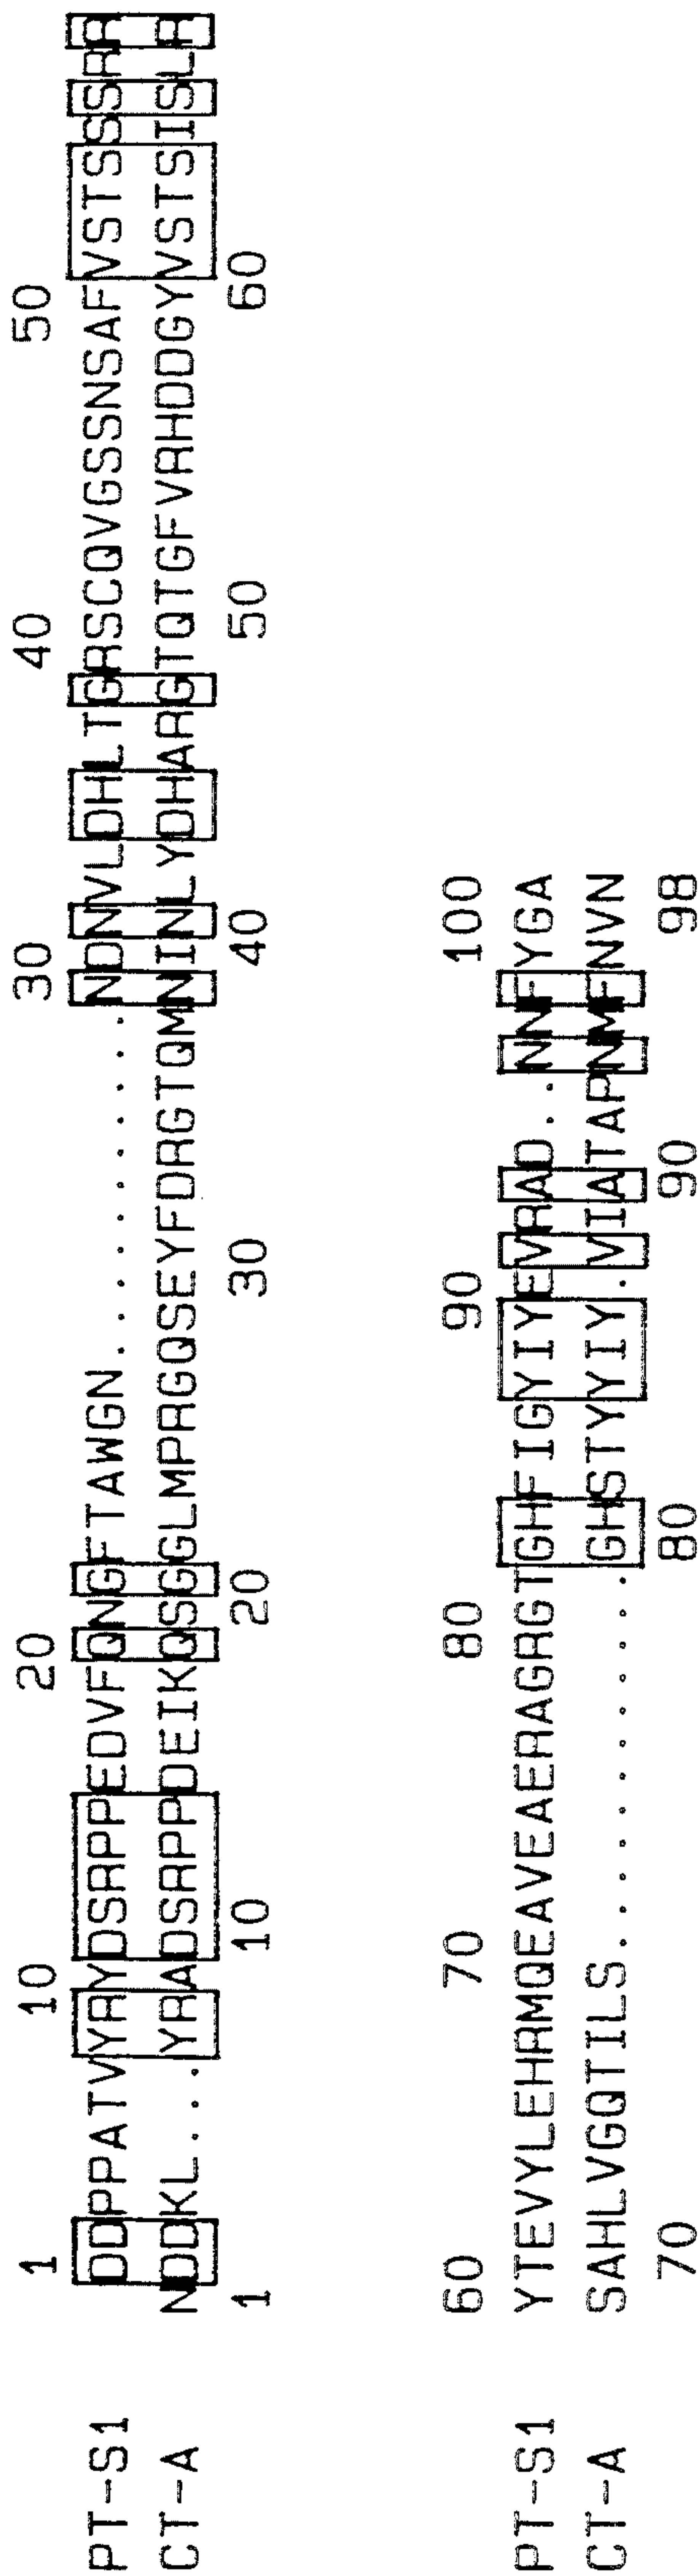 1 10 20 30 40 50
PT-S1 DDPPATVYRYDSRPPEDVFQNGFTAWGN...........NDNVLDHLTGRSCQVGSSNSAFVSTSSSRR
CT-A NDDKL...YRADSRPPDEIKQSGGLMPRGQSEYFDRGTQMNINLYDHARGTQTGFVRHDDGYVSTSISLR
1 10 20 30 40 50 60
60 70 80 90 100
PT-S1 YTEVYLEHRMQEAVEAERAGRGTGHFIGYIYEVRAD..NNFYGA
CT-A SAHLVGQTILS............GHSTYYIY.VIATAPNMFNVN
70 80 90 98